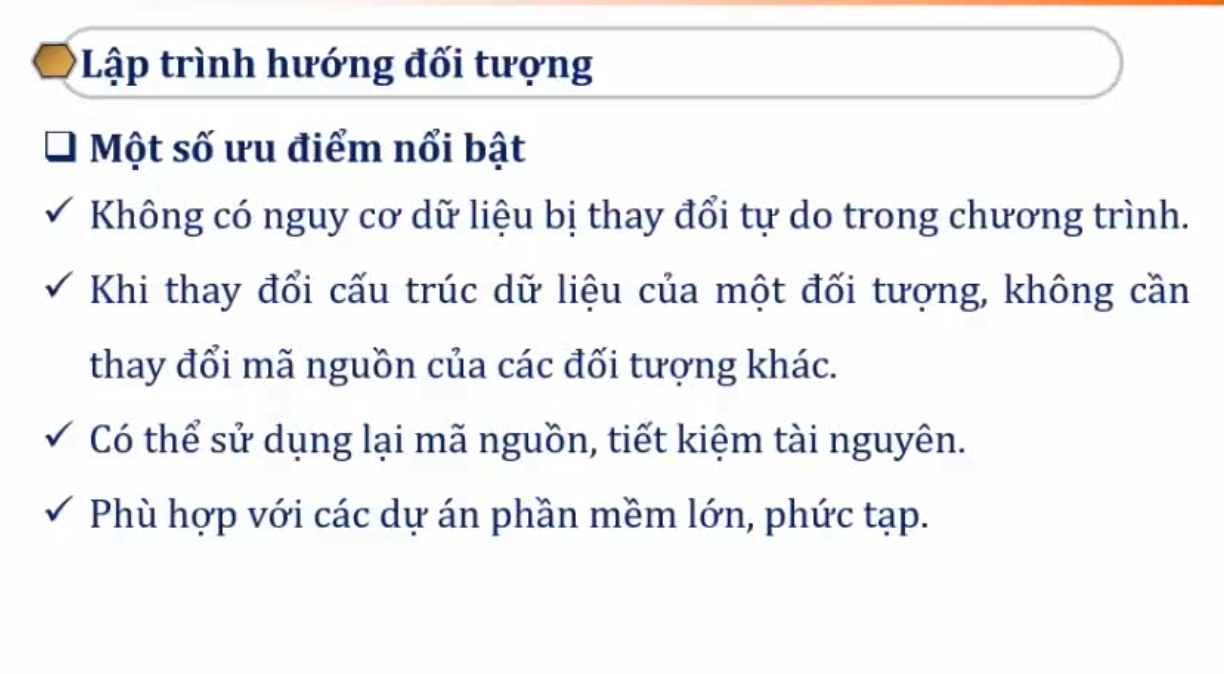 Lập trình hướng đối tượng
Một số ưu điểm nổi bật
Không có nguy cơ dữ liệu bị thay đổi tự do trong chương trình.
Khi thay đổi cấu trúc dữ liệu của một đối tượng, không cần
thay đổi mã nguồn của các đối tượng khác.
Có thể sử dụng lại mã nguồn, tiết kiệm tài nguyên.
Phù hợp với các dự án phần mềm lớn, phức tạp.